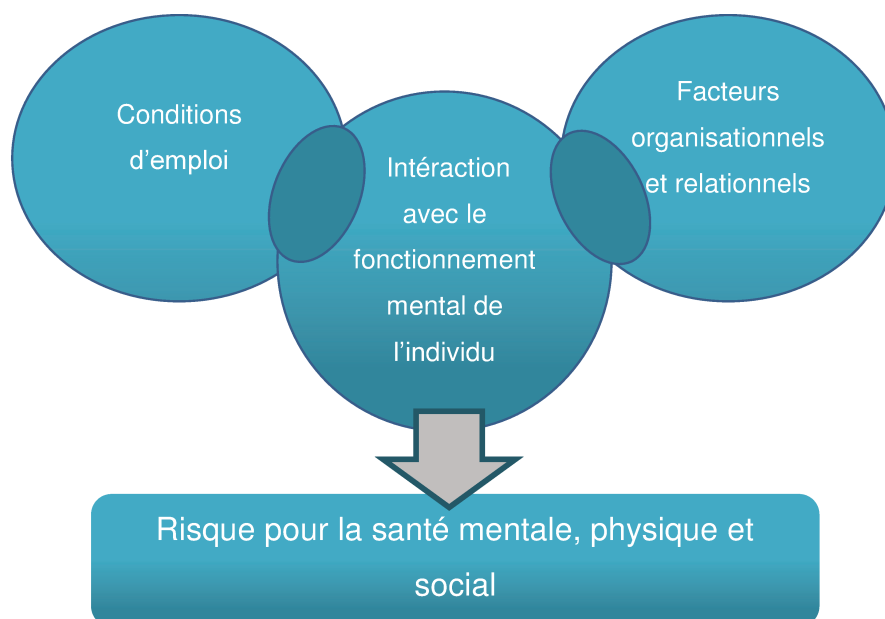 Conditions
d'emploi
Intéraction
avec le
fonctionnement
mental de
l'individu
Facteurs
organisationnels
et relationnels
Risque pour la santé mentale, physique et
social